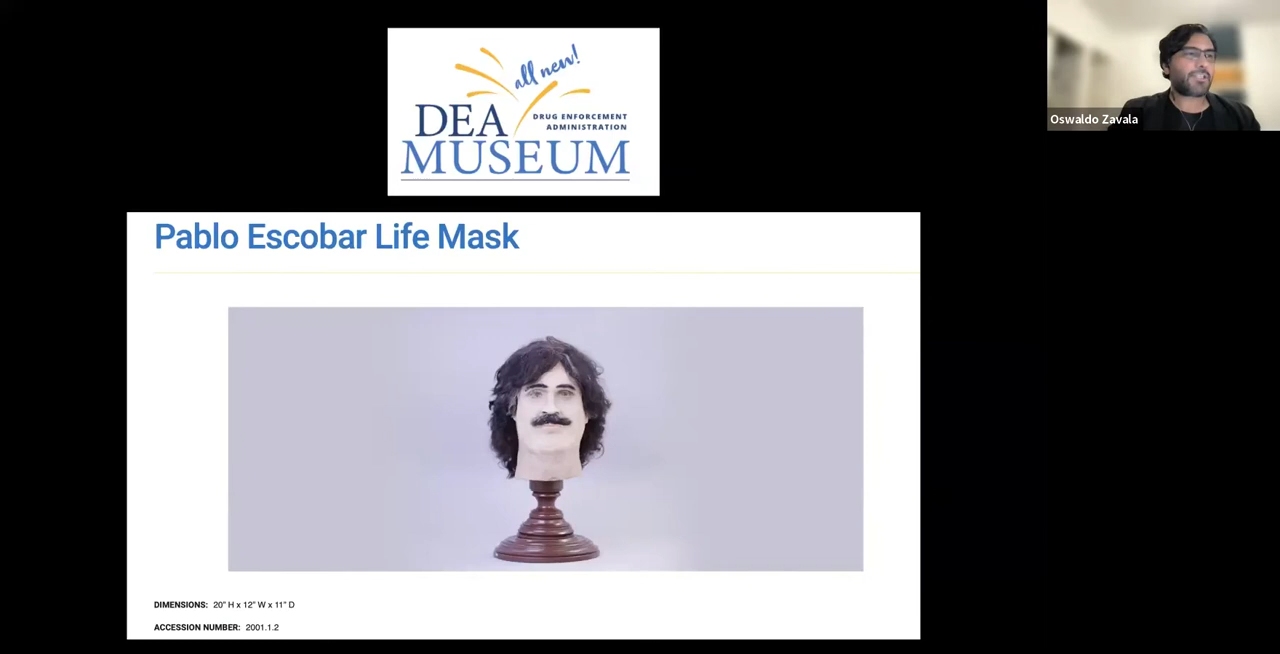 all new!
DEA
DRUG ENFORCEMENT
ADMINISTRATION
MUSEUM
Oswaldo Zavala
Pablo Escobar Life Mask
DIMENSIONS: 20" H x 12" W x 11" D
ACCESSION NUMBER: 2001.1.2